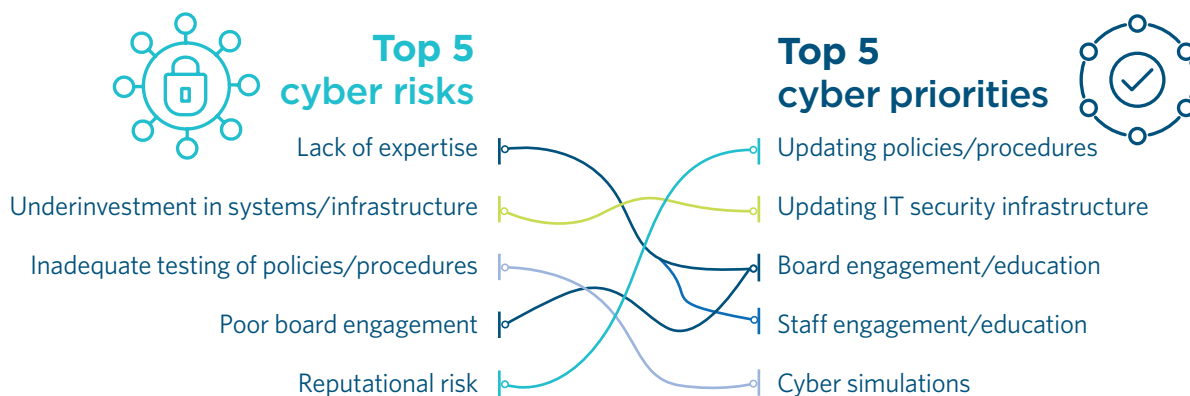 Top 5
cyber risks
Lack of expertise
Underinvestment in systems/infrastructure
Inadequate testing of policies/procedures
Poor board engagement
Reputational risk
Top 5
cyber priorities
Updating policies/procedures
Updating IT security infrastructure
Board engagement/education
Staff engagement/education
Cyber simulations